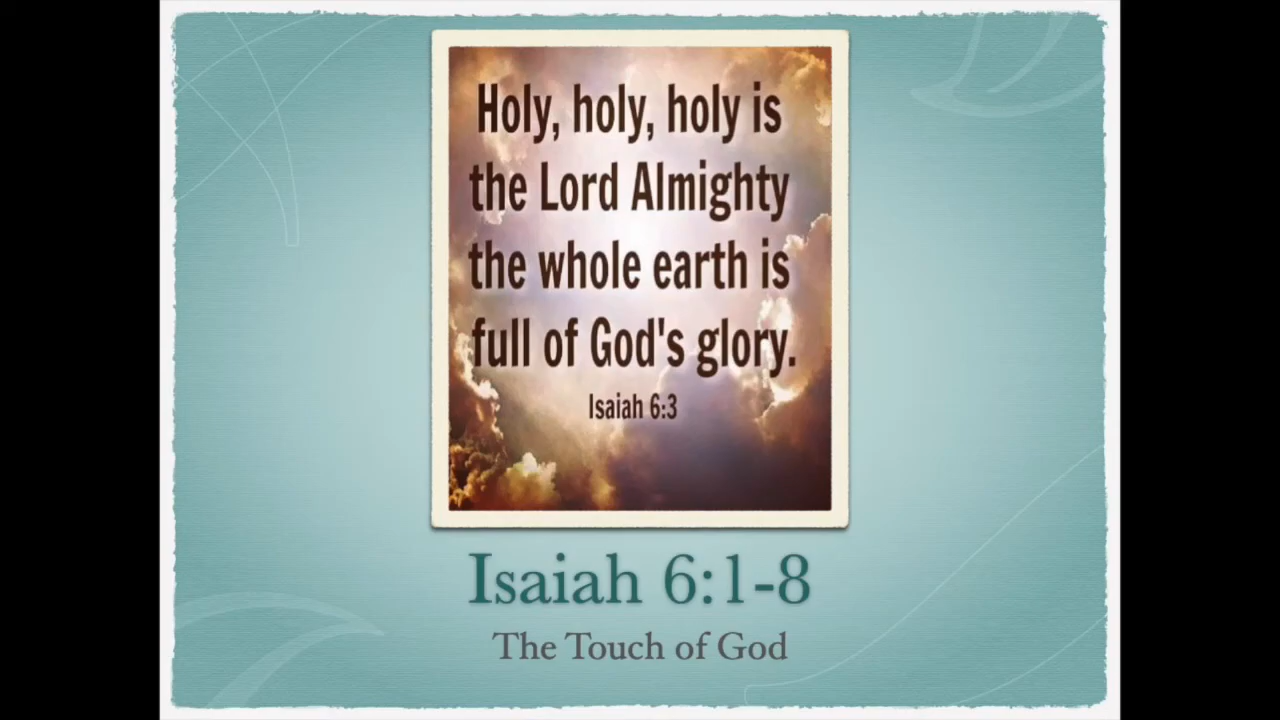 Holy, holy, holy is
the Lord Almighty
the whole earth is
full of God's glory.
Isaiah 6:3
Isaiah 6:1-8
The Touch of God